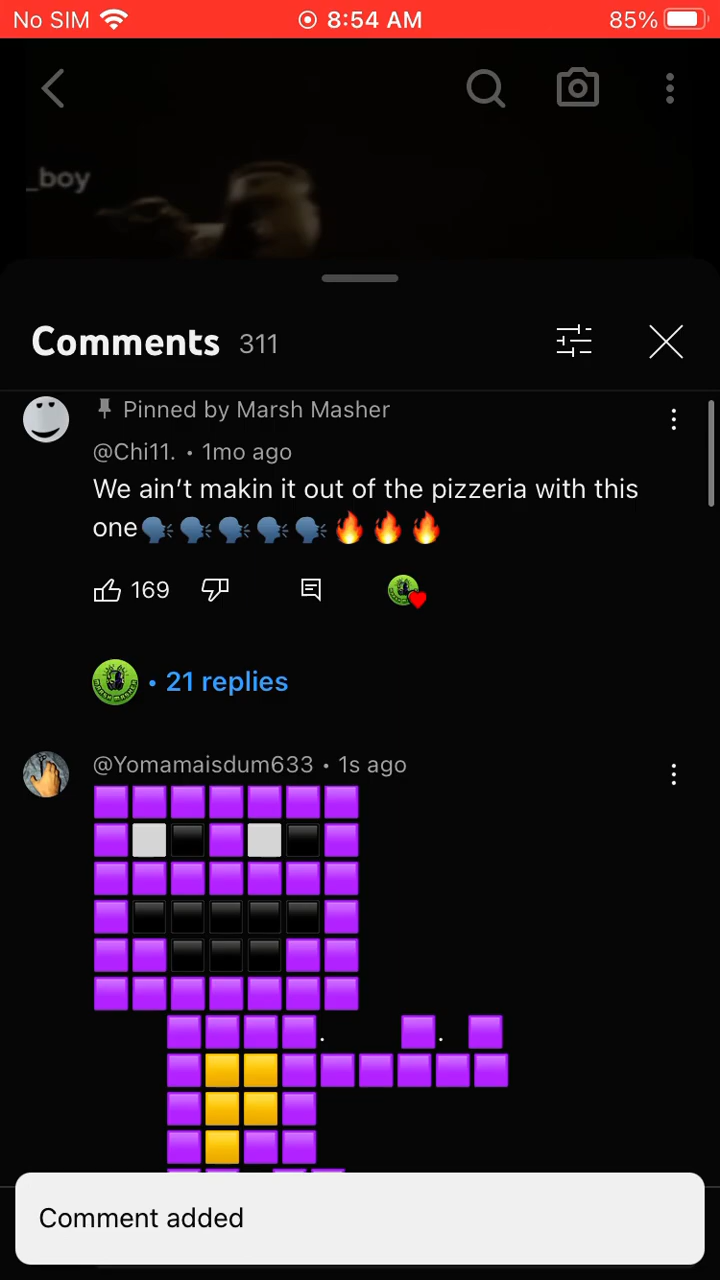 No SIM 8:54 AM 85%
_boy
Comments 311
Pinned by Marsh Masher
@Chi11. • 1mo ago
We ain’t makin it out of the pizzeria with this
one🗣️🗣️🗣️🗣️🗣️🔥🔥🔥
169
• 21 replies
@Yomamaisdum633 • 1s ago
Comment added